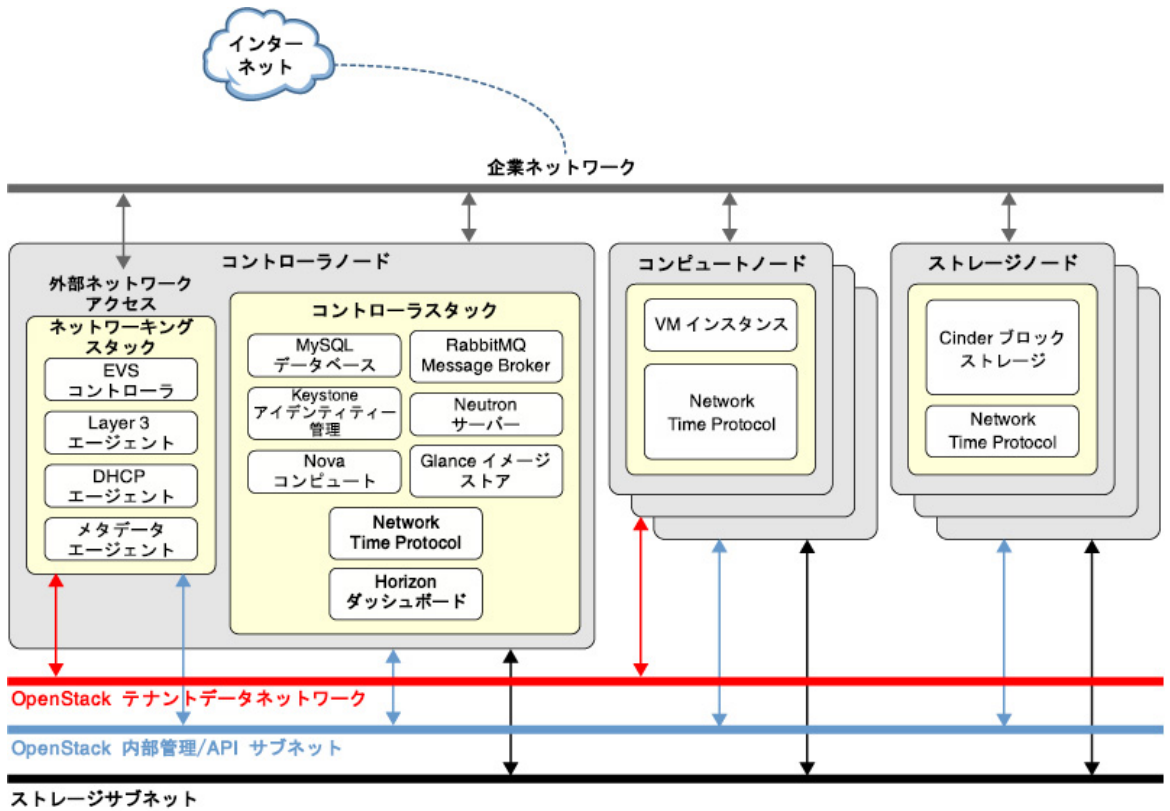 インター
ネット
企業ネットワーク
コントローラノード
外部ネットワーク
アクセス
ネットワーキング
スタック
EVS
コントローラ
Layer 3
エージェント
DHCP
エージェント
メタデータ
エージェント
コントローラスタック
MySQL
データベース
RabbitMQ
Message Broker
Keystone
アイデンティティー
管理
Neutron
サーバー
Nova
コンピュート
Glance イメージ
ストア
Network
Time Protocol
Horizon
ダッシュボード
コンピュートノード
VM インスタンス
Network
Time Protocol
ストレージノード
Cinder ブロック
ストレージ
Network
Time Protocol
OpenStack テナントデータネットワーク
OpenStack 内部管理/API サブネット
ストレージサブネット